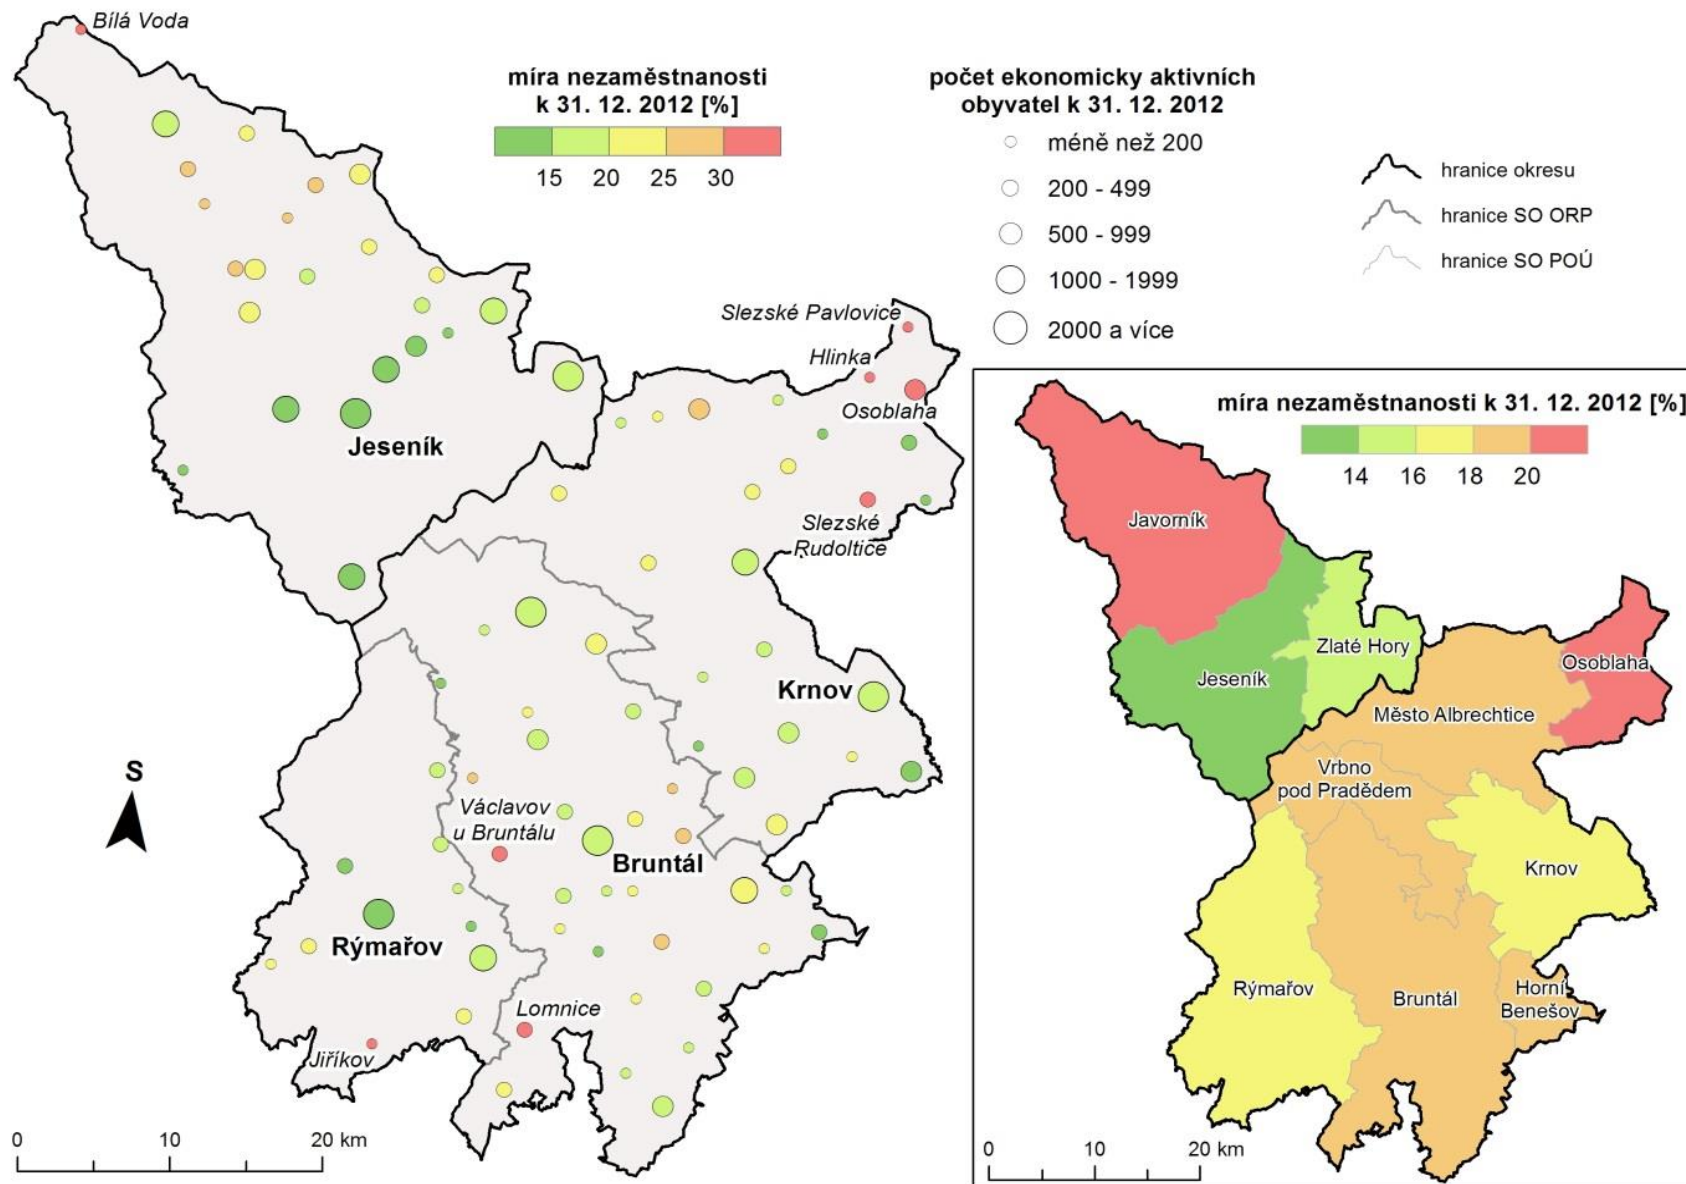 Bílá Voda
míra nezaměstnanosti
k 31. 12. 2012 [%]
15 20 25 30
počet ekonomicky aktivních
obyvatel k 31. 12. 2012
méně než 200
200 - 499
500 - 999
1000 - 1999
2000 a více
hranice okresu
hranice SO ORP
hranice SO POÚ
Slezské Pavlovice
Hlinka
Osoblaha
Jeseník
Slezské
Rudoltice
Krnov
S
Václavov
u Bruntálu
Bruntál
Rýmařov
Lomnice
Jiříkov
0 10 20 km
míra nezaměstnanosti k 31. 12. 2012 [%]
14 16 18 20
Javorník
Zlaté Hory
Osoblaha
Jeseník
Město Albrechtice
Vrbno
pod Pradědem
Krnov
Rýmařov
Bruntál
Horní
Benešov
0 10 20 km